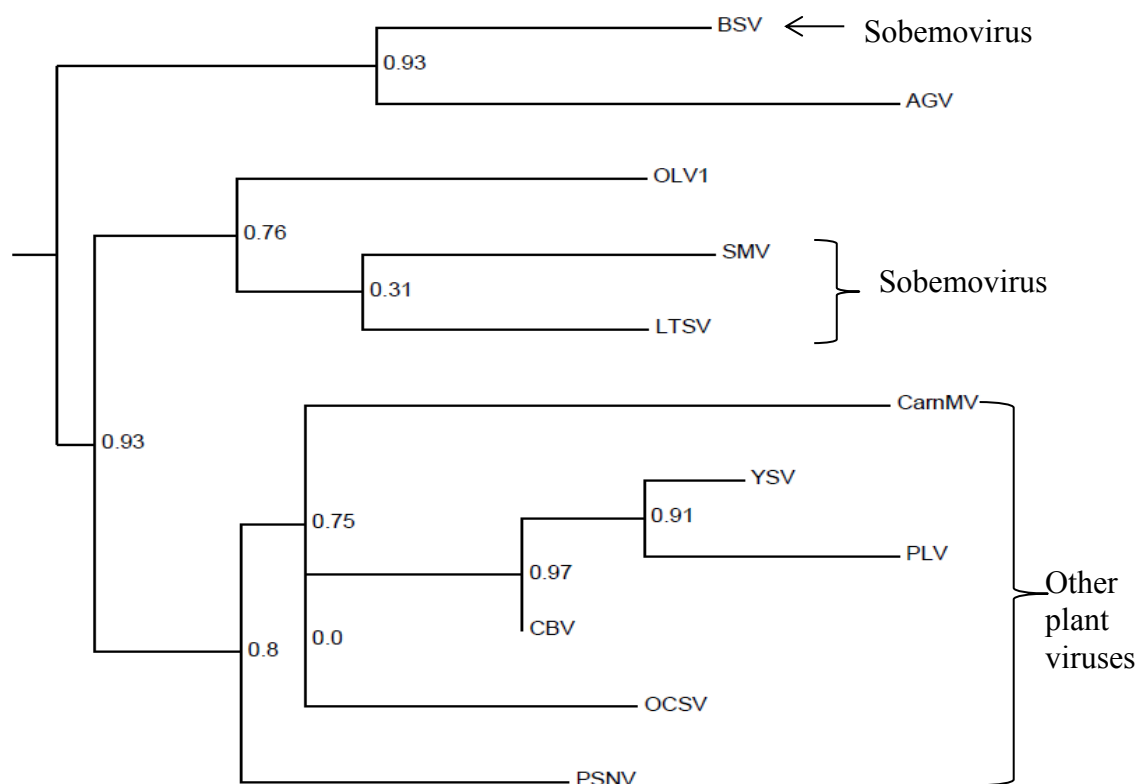 BSV
Sobemovirus
0.93
AGV
OLV1
0.76
SMV
Sobemovirus
0.31
LTSV
CarnMV
0.93
YSV
0.75
0.91
PLV
0.97
Other
plant
viruses
CBV
0.0
0.8
OCSV
PSNV